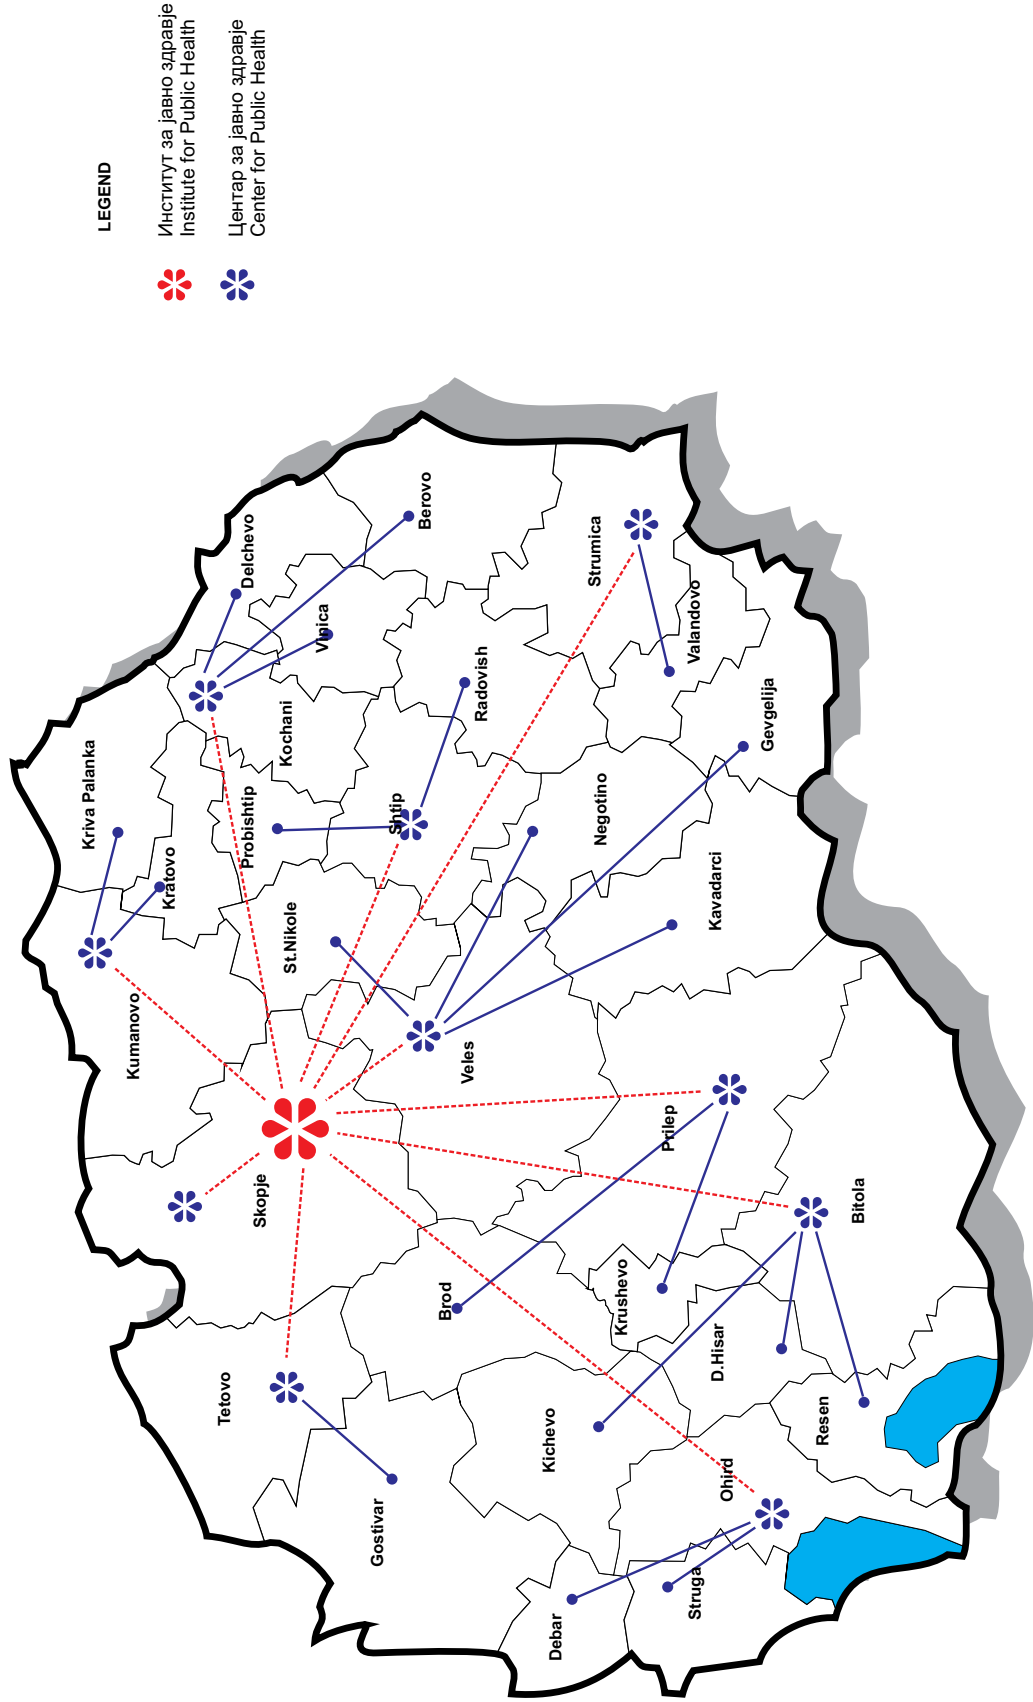 LEGEND
Институт за јавно здравје
Institute for Public Health
Центар за јавно здравје
Center for Public Health
Kriva Palanka
Kratovo
Kumanovo
Delchevo
Vinica
Berovo
Kochani
Probishtip
Shtip
Radovish
Strumica
Valandovo
Gevgelija
Negotino
Kavadarci
St.Nikole
Veles
Skopje
Tetovo
Gostivar
Brod
Prilep
Krushevo
Bitola
D.Hisar
Resen
Kichevo
Ohird
Struga
Debar